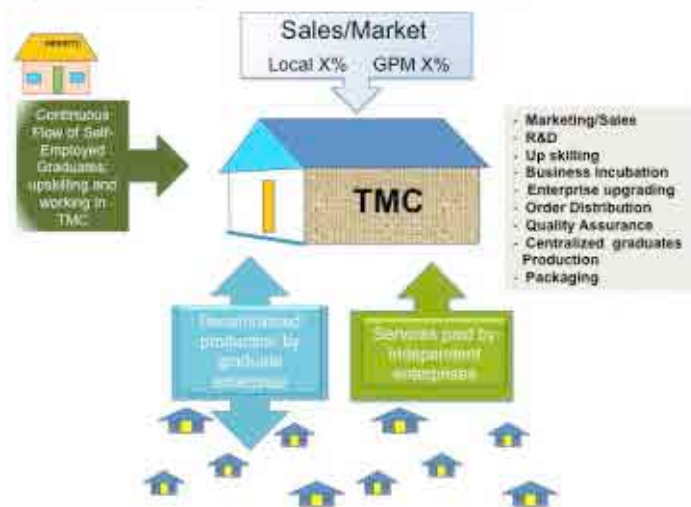 Sales/Market
Local X% GPM X%
Continuous
Flow of Self-
Employed
Graduates,
upskilling and
working in
TMC
TMC
· Marketing/Sales
· R&D
· Up skilling
· Business Incubation
· Enterprise upgrading
· Order Distribution
· Quality Assurance
· Centralized graduates
Production
· Packaging
Decentralized
production by
graduate
enterprise
Services paid by
independent
enterprises